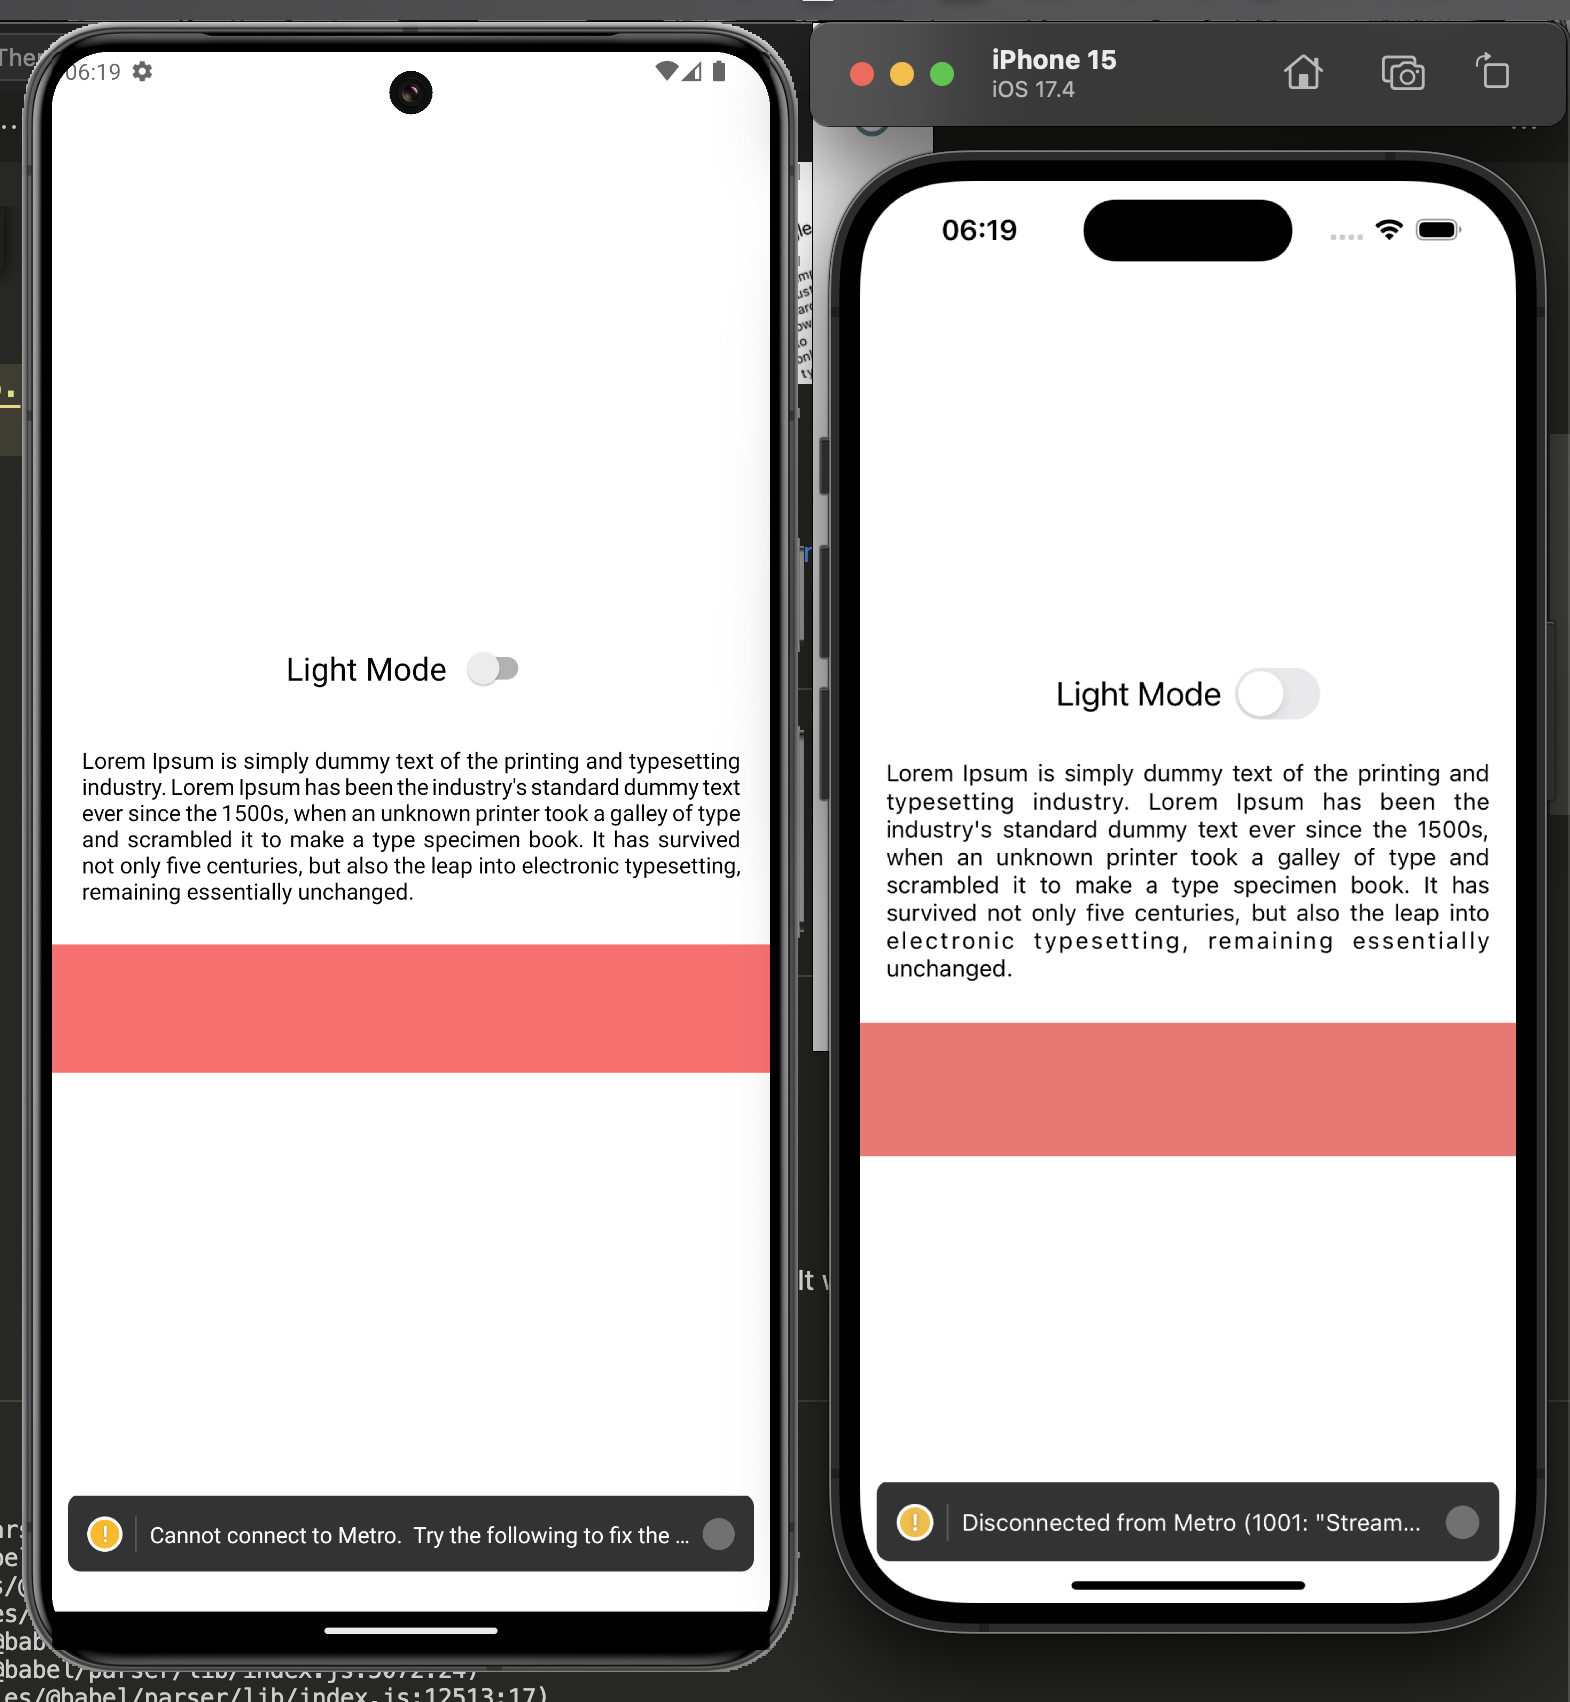 06:19
Light Mode
Lorem Ipsum is simply dummy text of the printing and typesetting
industry. Lorem Ipsum has been the industry's standard dummy text
ever since the 1500s, when an unknown printer took a galley of type
and scrambled it to make a type specimen book. It has survived
not only five centuries, but also the leap into electronic typesetting,
remaining essentially unchanged.
Cannot connect to Metro. Try the following to fix the ...
iPhone 15
iOS 17.4
06:19
Light Mode
Lorem Ipsum is simply dummy text of the printing and
typesetting industry. Lorem Ipsum has been the
industry's standard dummy text ever since the 1500s,
when an unknown printer took a galley of type and
scrambled it to make a type specimen book. It has
survived not only five centuries, but also the leap into
electronic typesetting, remaining essentially
unchanged.
Disconnected from Metro (1001: "Stream...
It
@babel/parser/lib/index.js:5072:24)
es/@babel/parser/lib/index.js:12513:17)